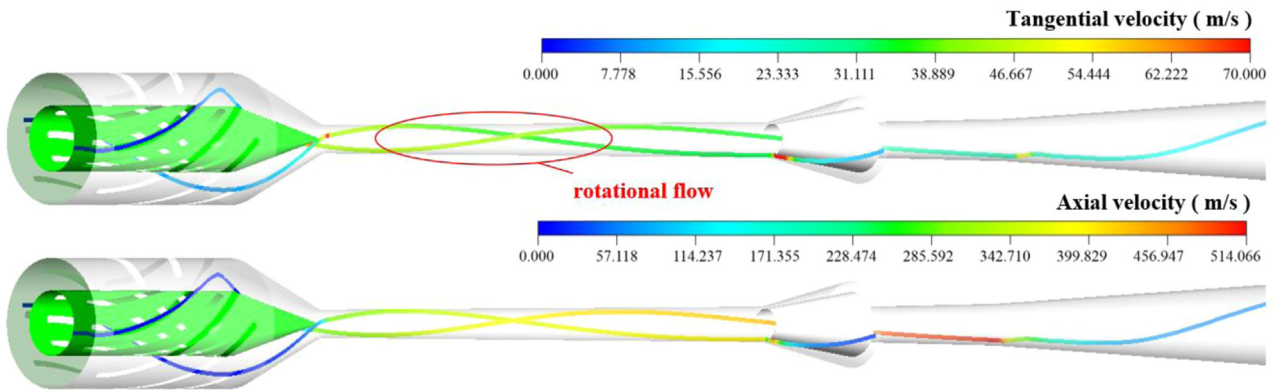 Tangential velocity ( m/s )
0.000 7.778 15.556 23.333 31.111 38.889 46.667 54.444 62.222 70.000
rotational flow
Axial velocity ( m/s )
0.000 57.118 114.237 171.355 228.474 285.592 342.710 399.829 456.947 514.066